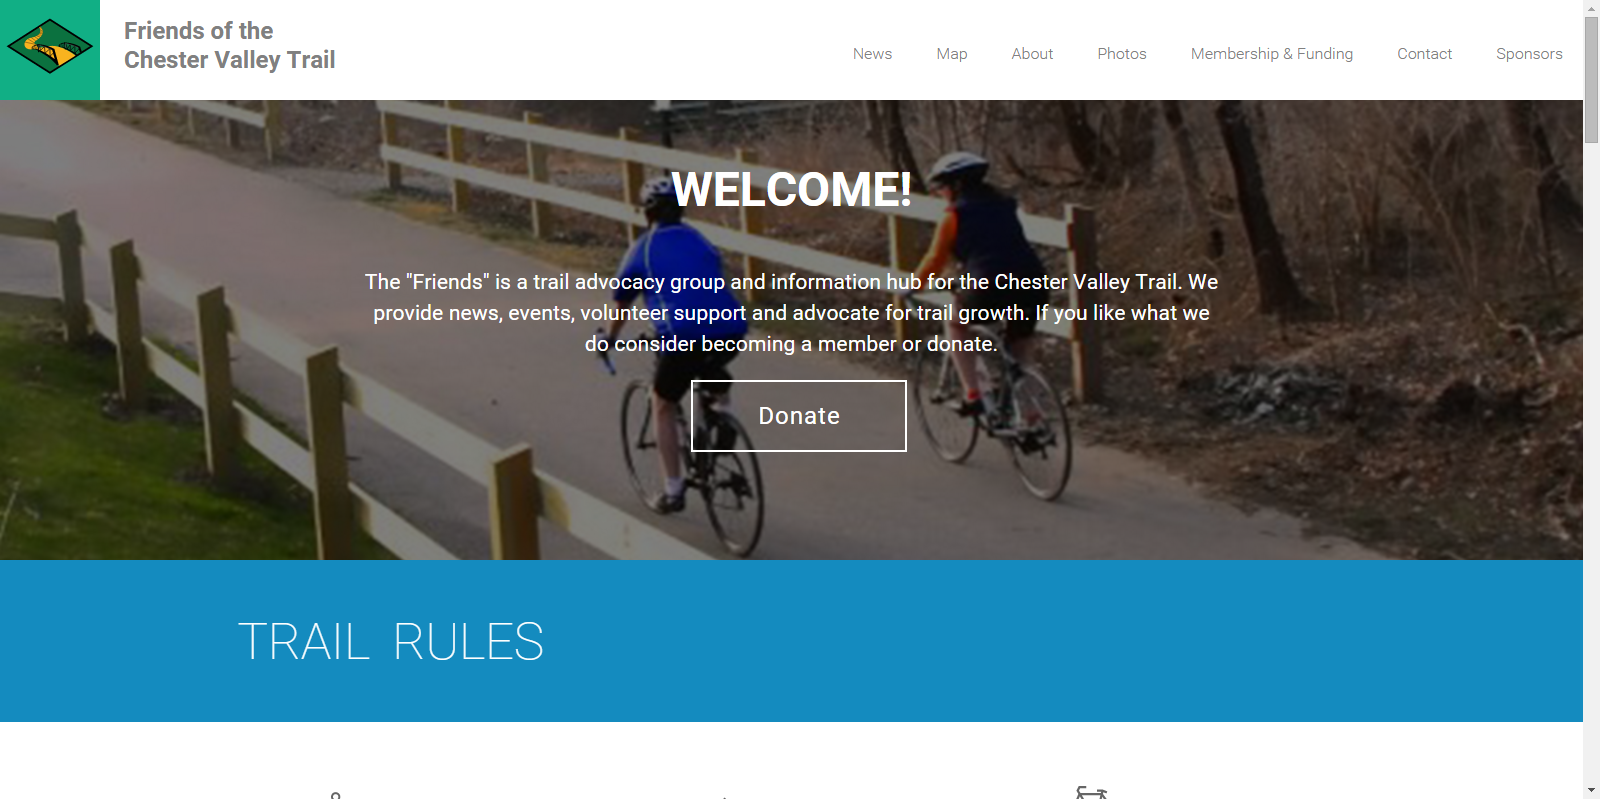 Friends of the
Chester Valley Trail
News
Map
About
Photos
Membership & Funding
Contact
Sponsors
WELCOME!
The "Friends" is a trail advocacy group and information hub for the Chester Valley Trail. We
provide news, events, volunteer support and advocate for trail growth. If you like what we
do consider becoming a member or donate.
Donate
TRAIL RULES